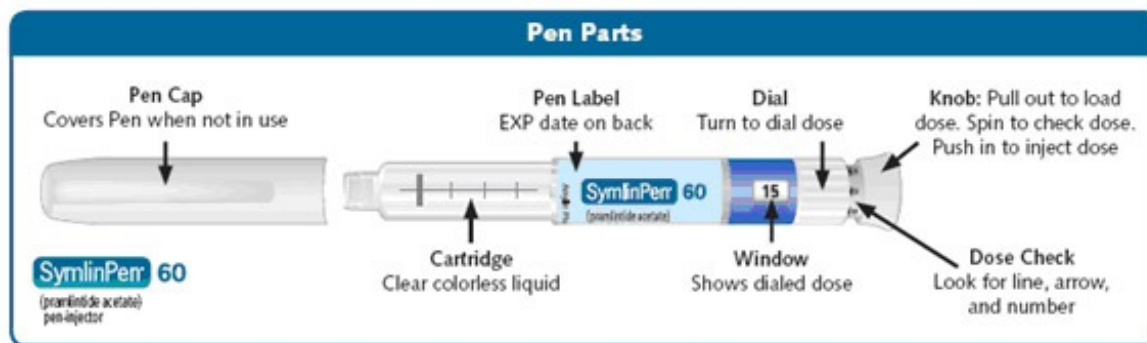 Pen Parts
Pen Cap
Covers Pen when not in use
Pen Label
EXP date on back
Dial
Turn to dial dose
Knob: Pull out to load
dose. Spin to check dose.
Push in to inject dose
SymlinPen 60
(pramlintide acetate)
15
Cartridge
Clear colorless liquid
Window
Shows dialed dose
Dose Check
Look for line, arrow,
and number
SymlinPen 60
(pramlintide acetate)
pen-injector